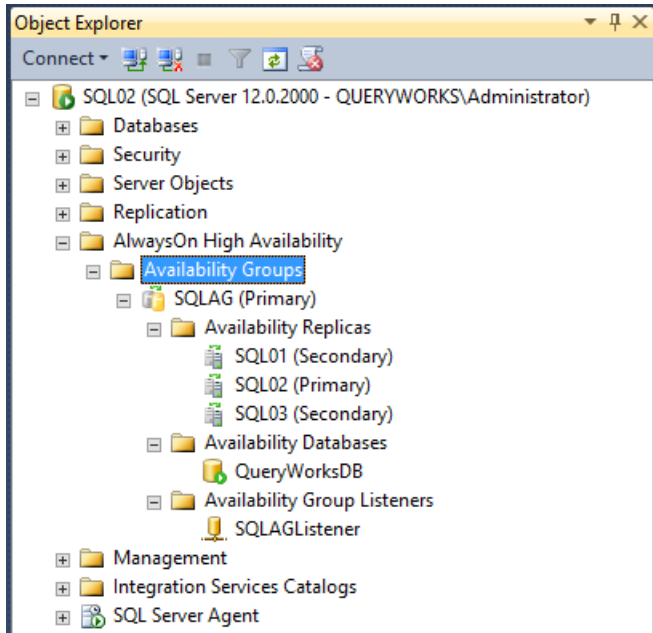 Object Explorer
Connect
SQL02 (SQL Server 12.0.2000 - QUERYWORKS\Administrator)
Databases
Security
Server Objects
Replication
AlwaysOn High Availability
Availability Groups
SQLAG (Primary)
Availability Replicas
SQL01 (Secondary)
SQL02 (Primary)
SQL03 (Secondary)
Availability Databases
QueryWorksDB
Availability Group Listeners
SQLAGListener
Management
Integration Services Catalogs
SQL Server Agent